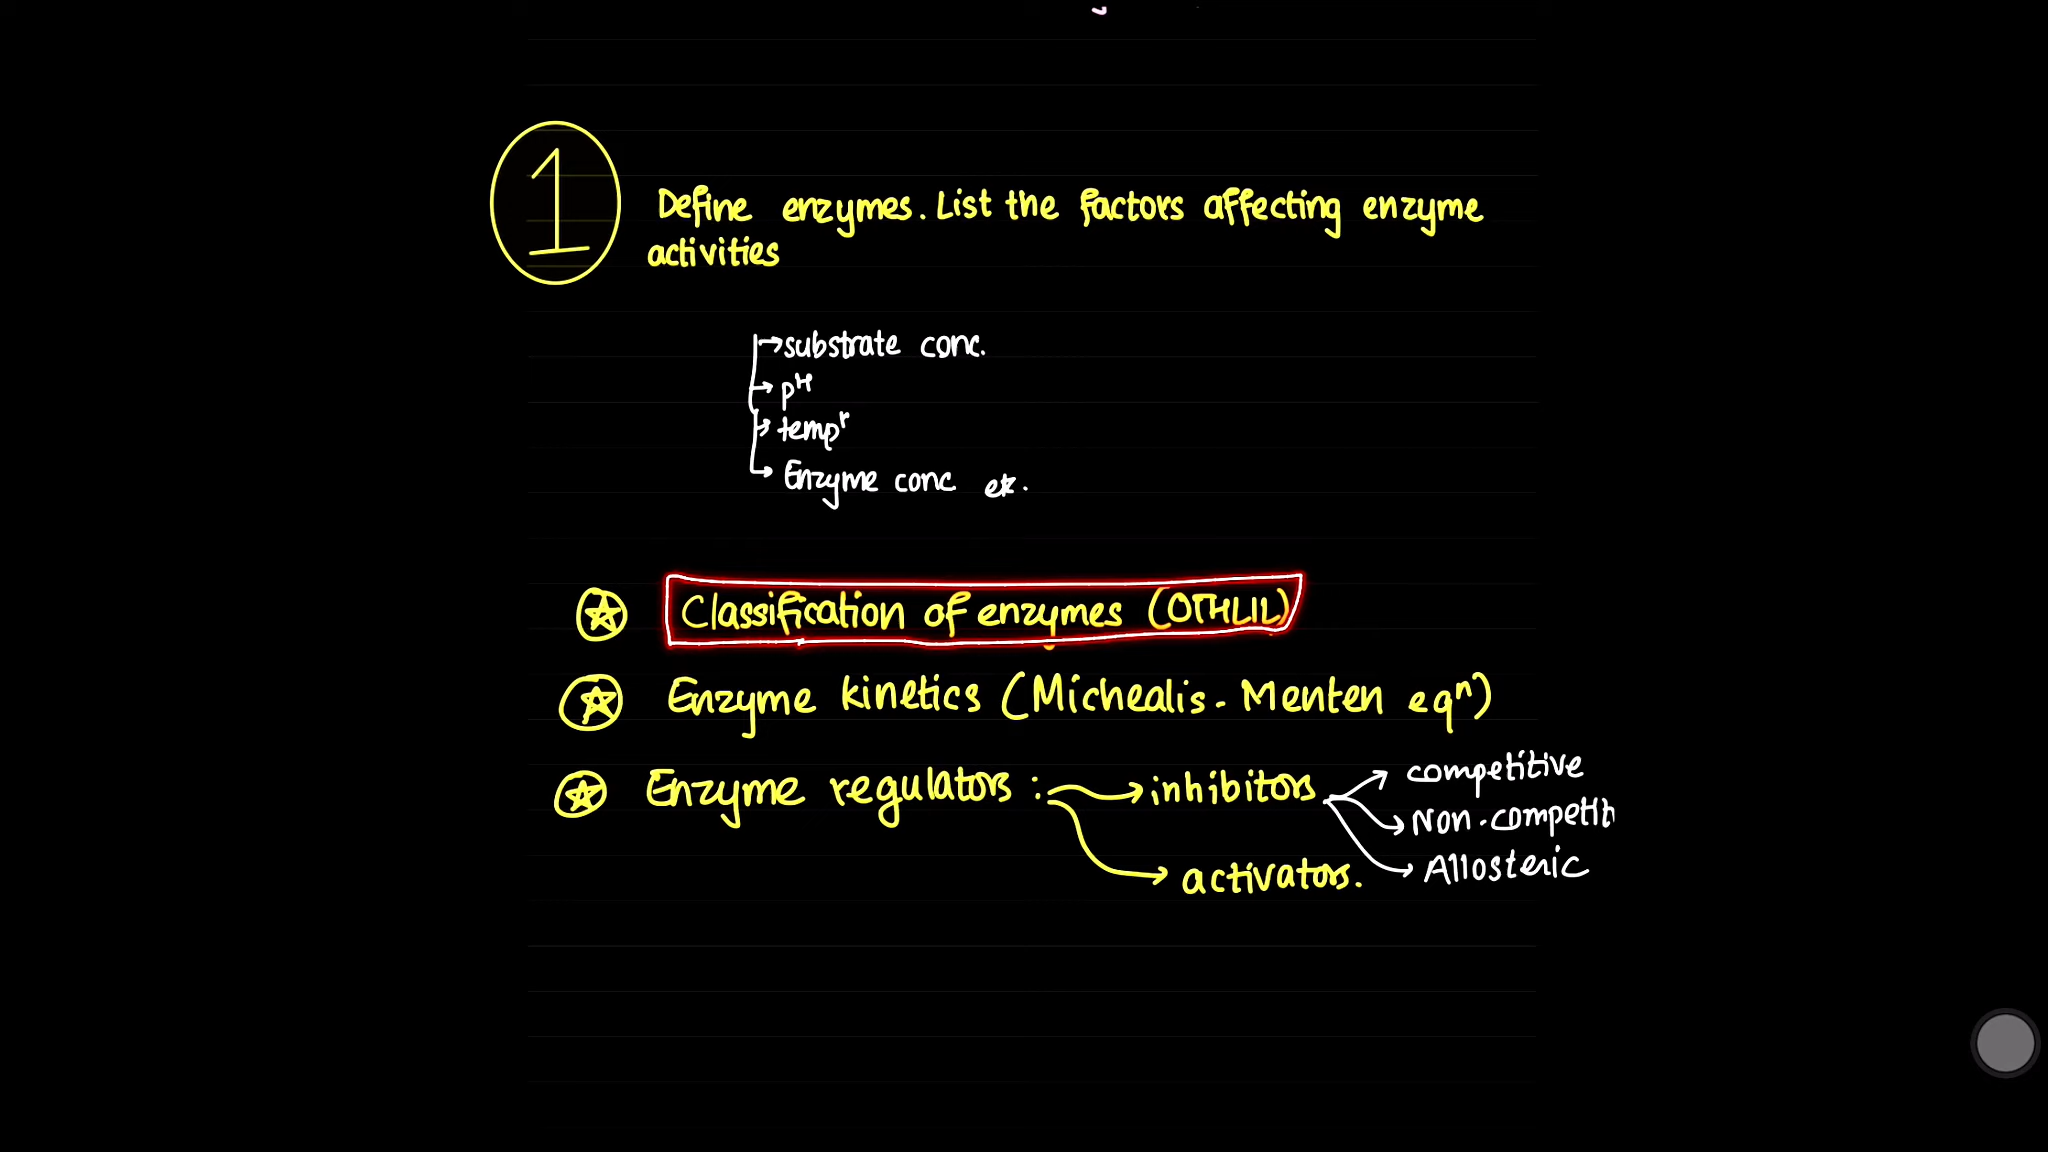 1
Define enzymes. List the factors affecting enzyme
activities
→substrate conc.
→ pH
→ tempr
→ Enzyme conc etc.
Classification of enzymes (OTHLIL)
Enzyme kinetics (Michealis-Menten eqn)
Enzyme regulators : → inhibitors → competitive
→ Non-competiti
→ Allosteric
→ activators.